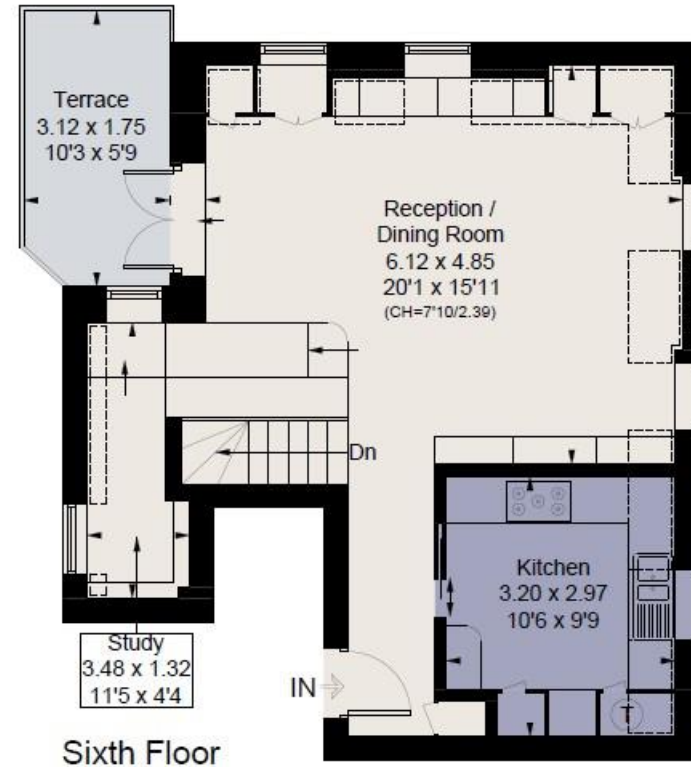 Terrace
3.12 x 1.75
10'3 x 5'9
Reception /
Dining Room
6.12 x 4.85
20'1 x 15'11
(CH=7'10/2.39)
Dn
Kitchen
3.20 x 2.97
10'6 x 9'9
Study
3.48 x 1.32
11'5 x 4'4
IN
T
Sixth Floor